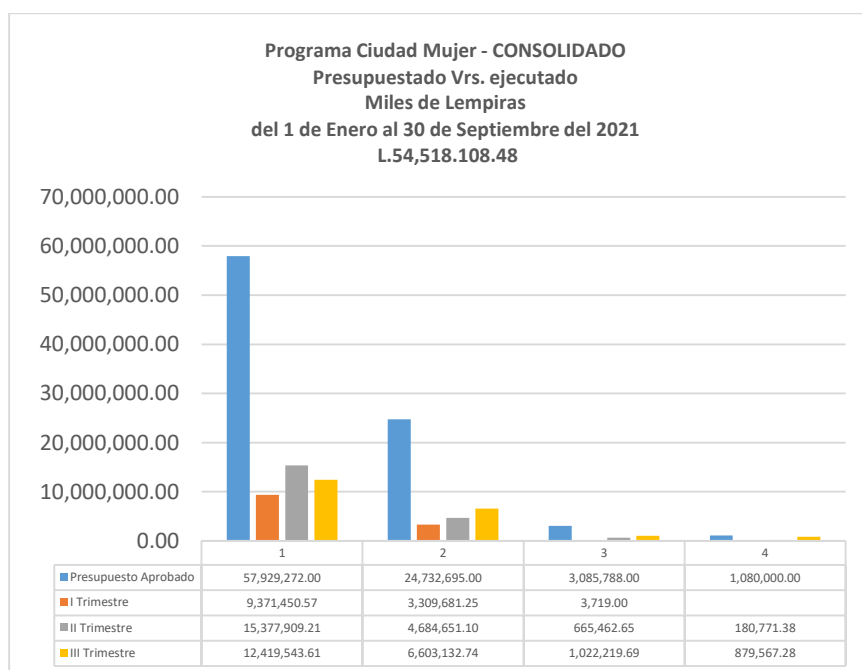 Programa Ciudad Mujer - CONSOLIDADO
Presupuestado Vrs. ejecutado
Miles de Lempiras
del 1 de Enero al 30 de Septiembre del 2021
L.54,518.108.48
70,000,000.00
60,000,000.00
50,000,000.00
40,000,000.00
30,000,000.00
20,000,000.00
10,000,000.00
0.00
1 2 3 4
Presupuesto Aprobado 57,929,272.00 24,732,695.00 3,085,788.00 1,080,000.00
I Trimestre 9,371,450.57 3,309,681.25 3,719.00
II Trimestre 15,377,909.21 4,684,651.10 665,462.65 180,771.38
III Trimestre 12,419,543.61 6,603,132.74 1,022,219.69 879,567.28